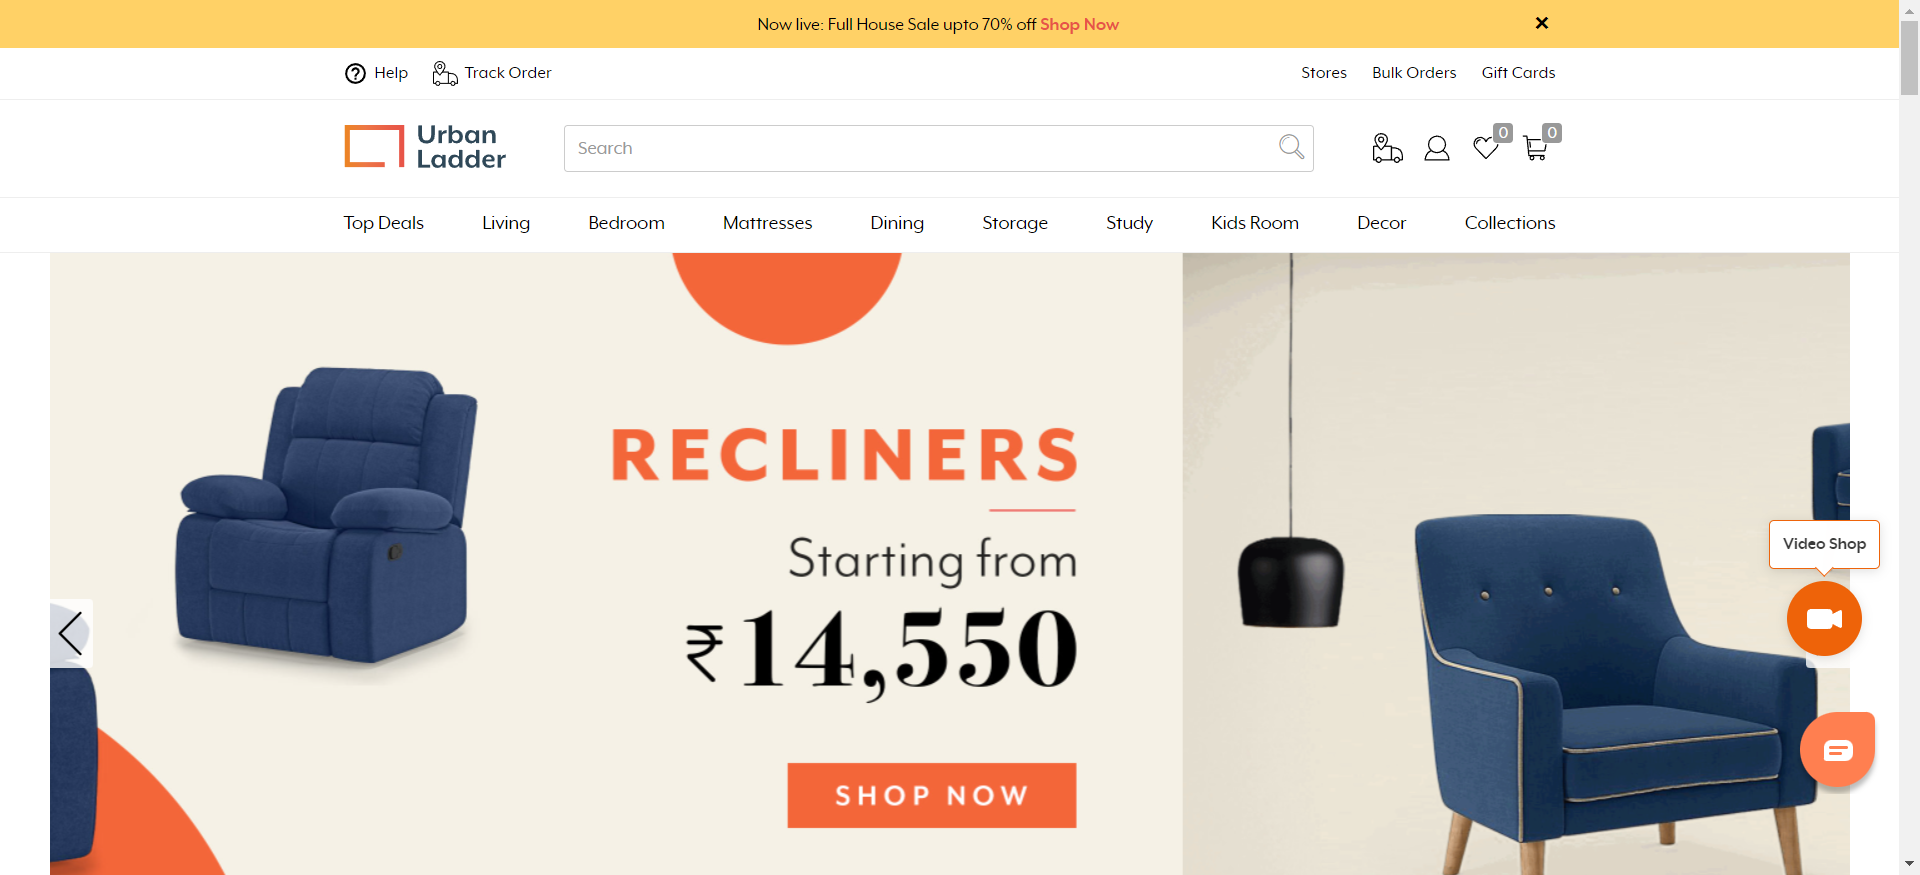 Now live: Full House Sale upto 70% off Shop Now
Help Track Order Stores Bulk Orders Gift Cards
Urban
Ladder
Search
0 0
Top Deals Living Bedroom Mattresses Dining Storage Study Kids Room Decor Collections
RECLINERS
Starting from
₹14,550
SHOP NOW
Video Shop